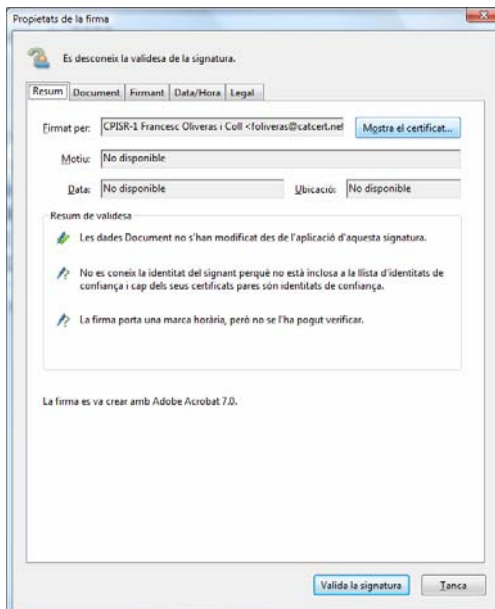 Propietats de la firma
Es desconeix la validesa de la signatura.
Resum Document Firmant Data/Hora Legal
Firmat per: CPISR-1 Francesc Oliveras i Coll <foliveras@catcert.net Mostra el certificat...
Motiu: No disponible
Data: No disponible Ubicació: No disponible
Resum de validesa
Les dades Document no s'han modificat des de l'aplicació d'aquesta signatura.
No es coneix la identitat del signant perquè no està inclosa a la llista d'identitats de
confiança i cap dels seus certificats pares són identitats de confiança.
La firma porta una marca horària, però no se l'ha pogut verificar.
La firma es va crear amb Adobe Acrobat 7.0.
Valida la signatura Tanca